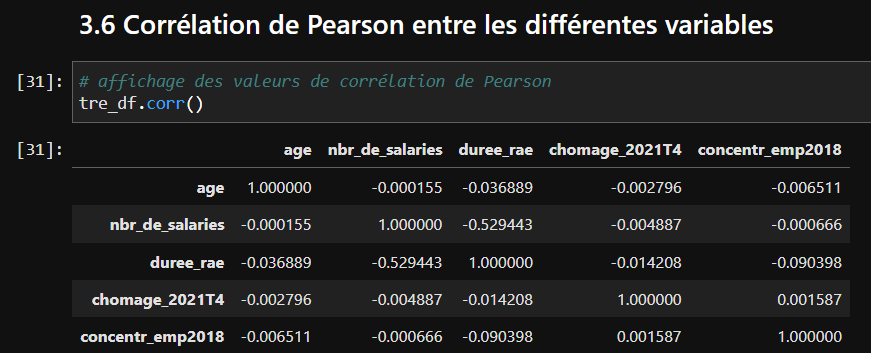 3.6 Corrélation de Pearson entre les différentes variables
[31]: # affichage des valeurs de corrélation de Pearson
tre_df.corr()
[31]: age nbr_de_salaries duree_rae chomage_2021T4 concentr_emp2018
age 1.000000 -0.000155 -0.036889 -0.002796 -0.006511
nbr_de_salaries -0.000155 1.000000 -0.529443 -0.004887 -0.000666
duree_rae -0.036889 -0.529443 1.000000 -0.014208 -0.090398
chomage_2021T4 -0.002796 -0.004887 -0.014208 1.000000 0.001587
concentr_emp2018 -0.006511 -0.000666 -0.090398 0.001587 1.000000